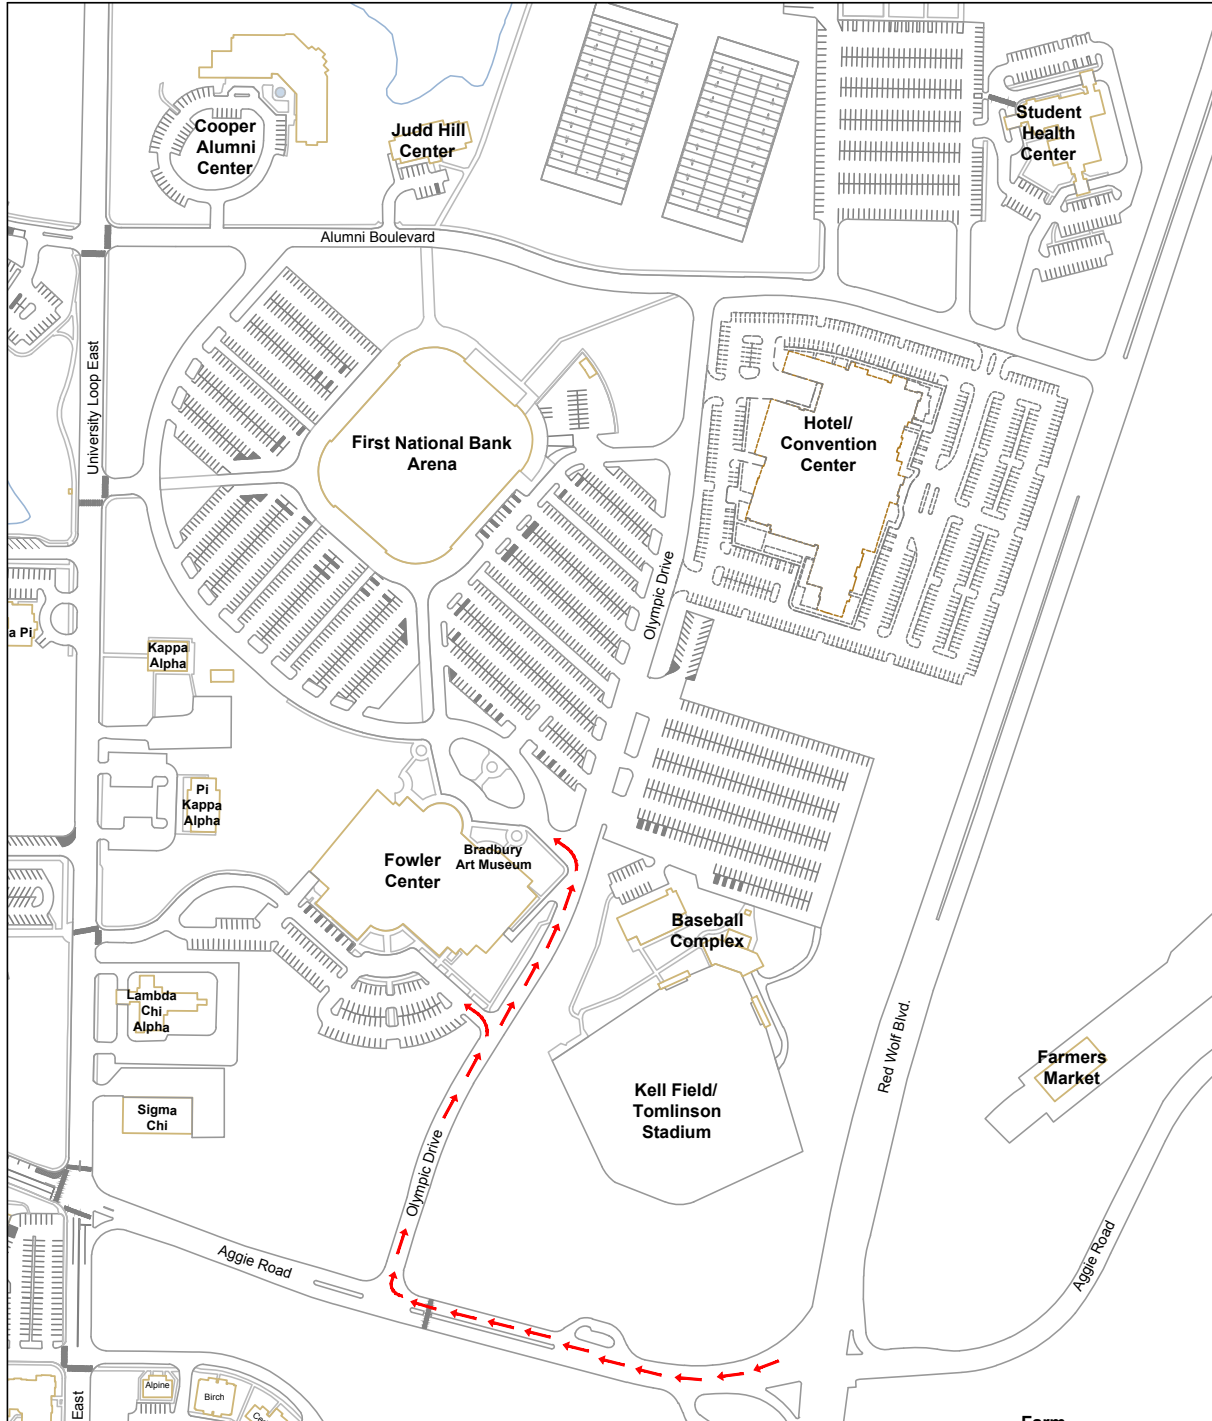 Cooper
Alumni
Center
Judd Hill
Center
Student
Health
Center
Alumni Boulevard
University Loop East
First National Bank
Arena
Hotel/
Convention
Center
Olympic Drive
a Pi
Kappa
Alpha
Pi
Kappa
Alpha
Fowler
Center
Bradbury
Art Museum
Baseball
Complex
Lambda
Chi
Alpha
Sigma
Chi
Kell Field/
Tomlinson
Stadium
Red Wolf Blvd.
Farmers
Market
Olympic Drive
Aggie Road
Aggie Road
Alpine
Birch
East
Farm